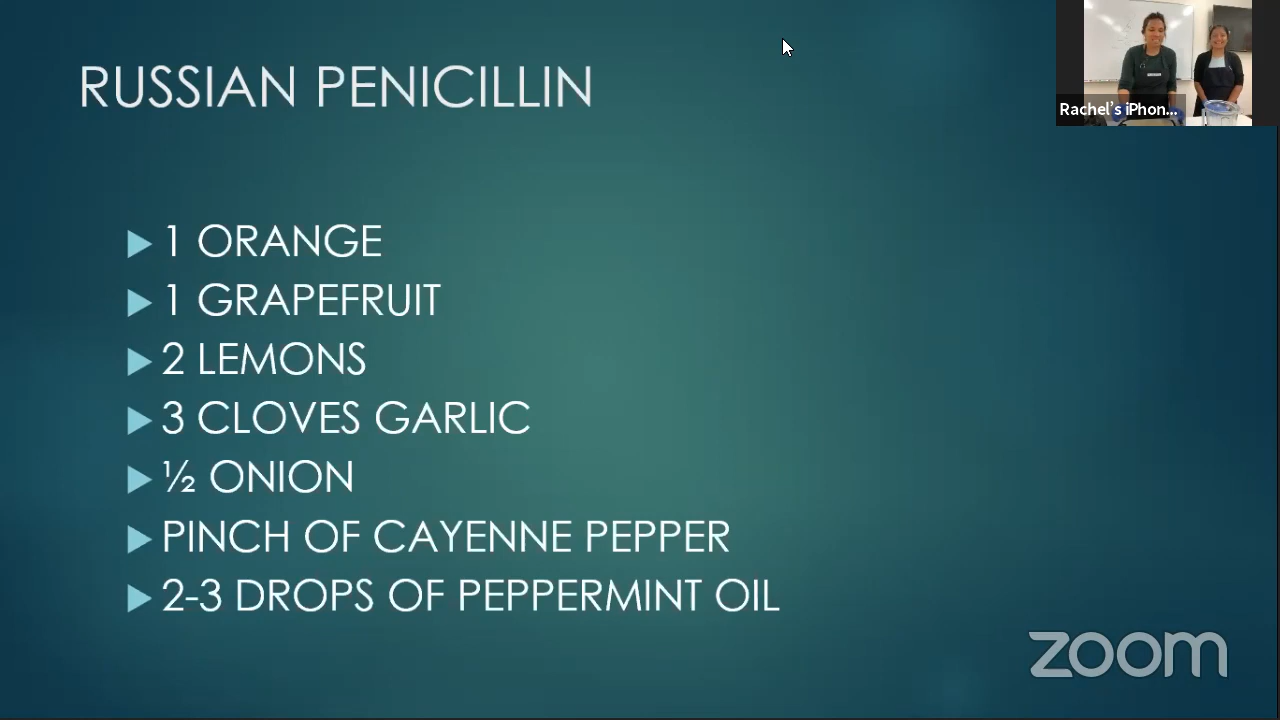 RUSSIAN PENICILLIN
Rachel's iPhon...
1 ORANGE
1 GRAPEFRUIT
2 LEMONS
3 CLOVES GARLIC
½ ONION
PINCH OF CAYENNE PEPPER
2-3 DROPS OF PEPPERMINT OIL
zoom